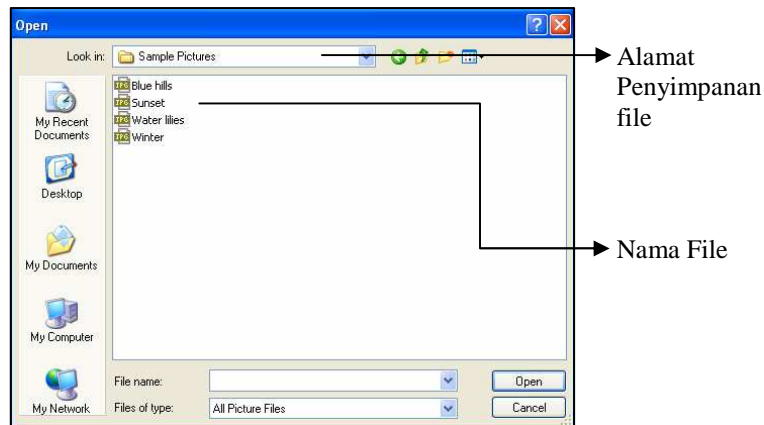 Open
Look in: Sample Pictures
My Recent
Documents
Desktop
My Documents
My Computer
My Network
Blue hills
Sunset
Water lilies
Winter
File name:
Open
Files of type: All Picture Files
Cancel
Alamat
Penyimpanan
file
Nama File